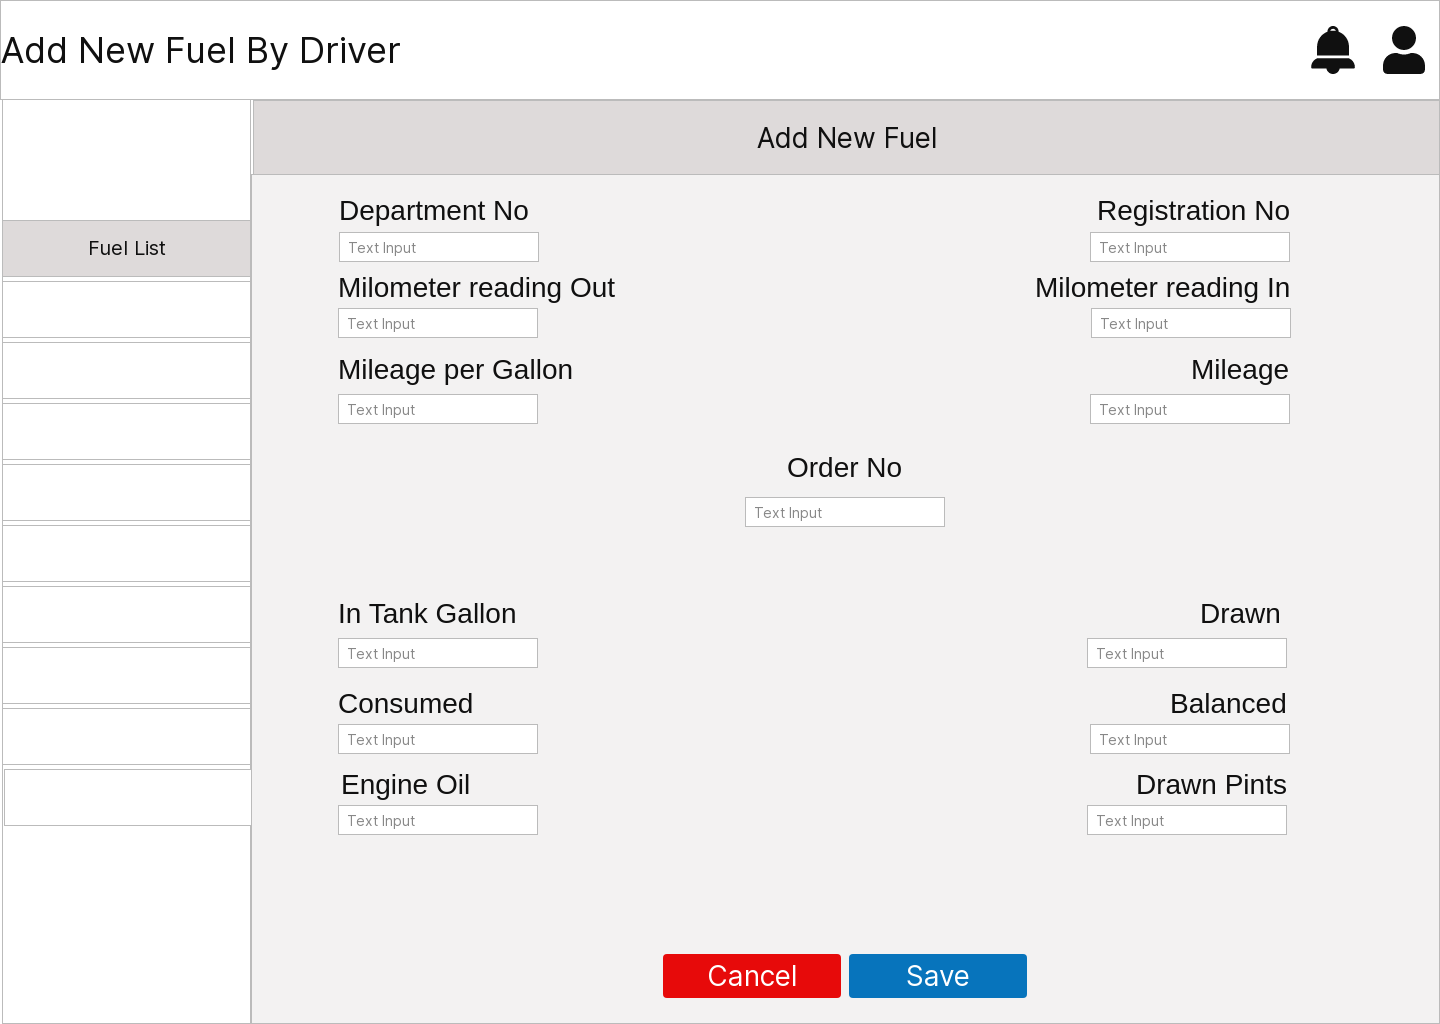 Add New Fuel By Driver
Add New Fuel
Fuel List
Department No
Registration No
Text Input
Text Input
Milometer reading Out
Milometer reading In
Text Input
Text Input
Mileage per Gallon
Mileage
Text Input
Text Input
Order No
Text Input
In Tank Gallon
Drawn
Text Input
Text Input
Consumed
Balanced
Text Input
Text Input
Engine Oil
Drawn Pints
Text Input
Text Input
Cancel
Save